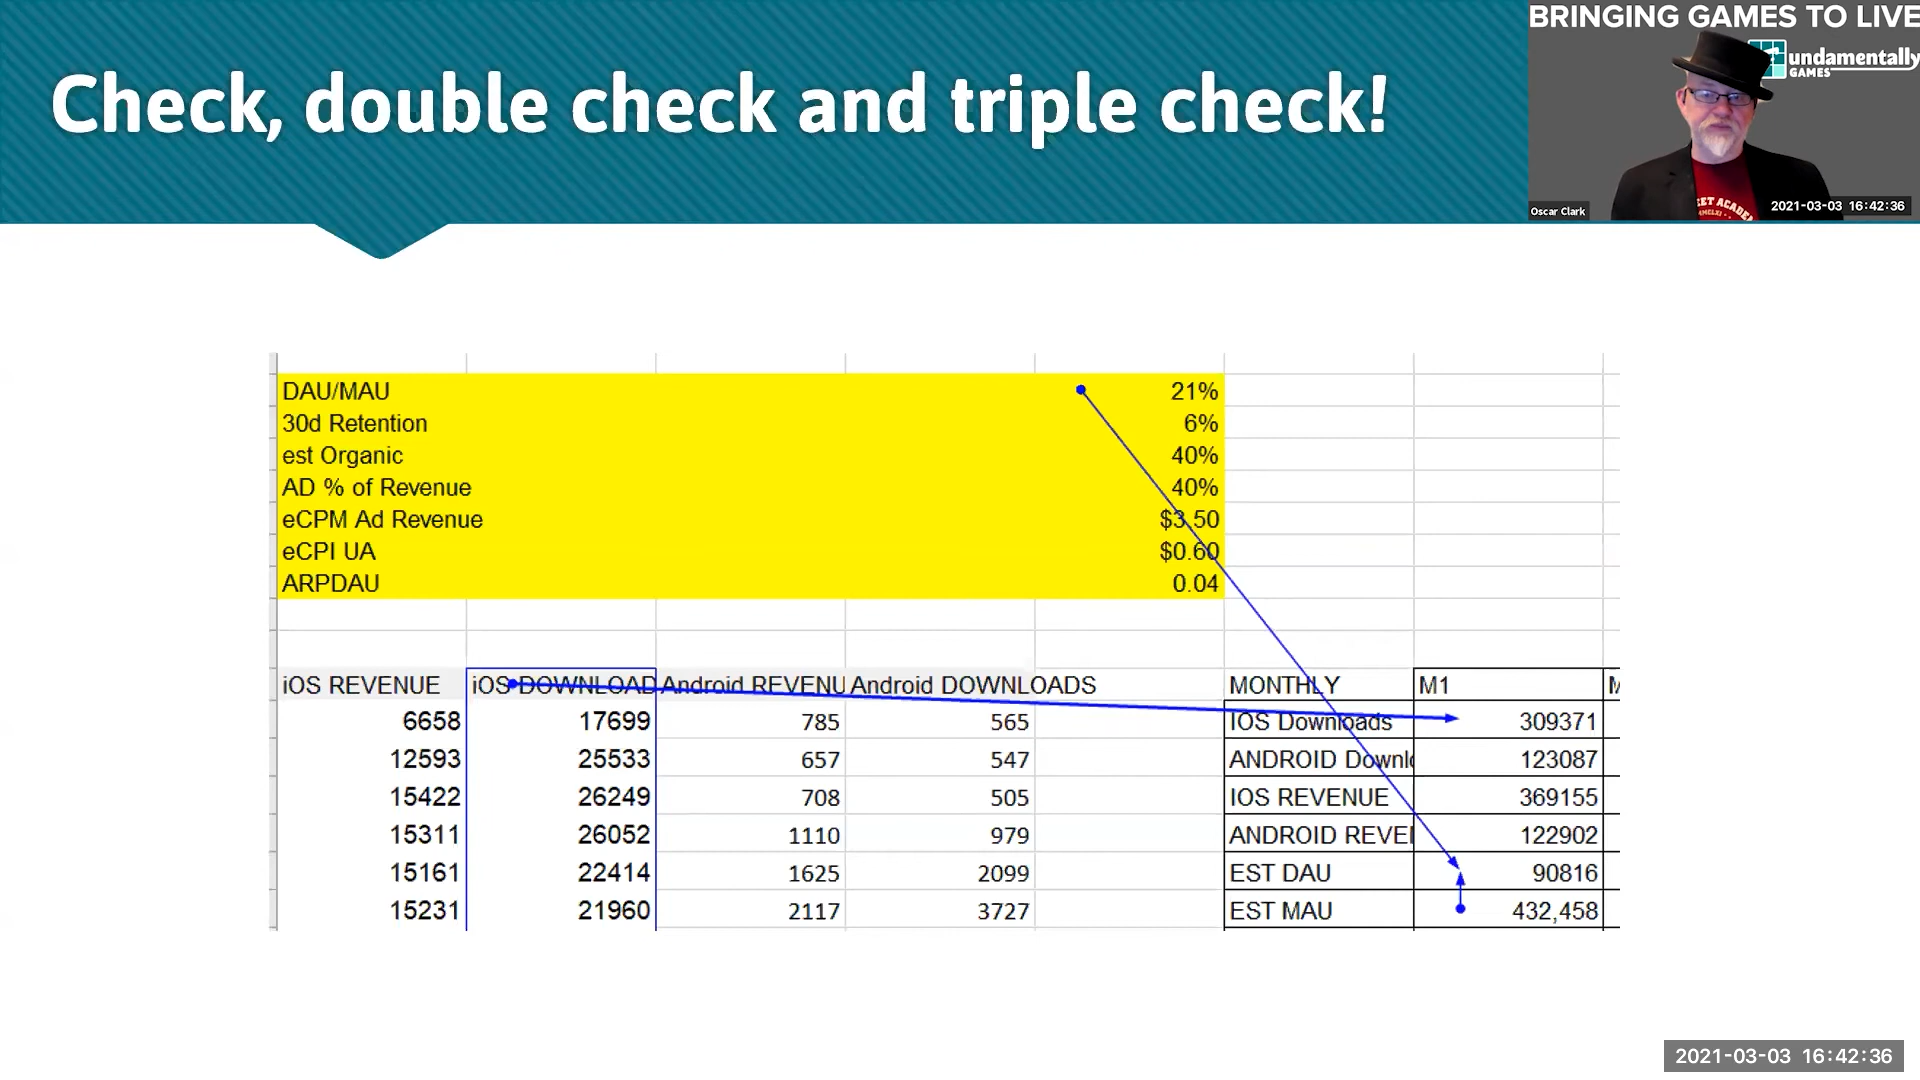 Check, double check and triple check!
BRINGING GAMES TO LIVE
undamentally
GAMES
Oscar Clark
2021-03-03 16:42:36
DAU/MAU 21%
30d Retention 6%
est Organic 40%
AD % of Revenue 40%
eCPM Ad Revenue $3.50
eCPI UA $0.60
ARPDAU 0.04
iOS REVENUE iOS DOWNLOAD Android REVENU Android DOWNLOADS MONTHLY M1
6658 17699 785 565 IOS Downloads 309371
12593 25533 657 547 ANDROID Downlo 123087
15422 26249 708 505 IOS REVENUE 369155
15311 26052 1110 979 ANDROID REVE 122902
15161 22414 1625 2099 EST DAU 90816
15231 21960 2117 3727 EST MAU 432,458
2021-03-03 16:42:36